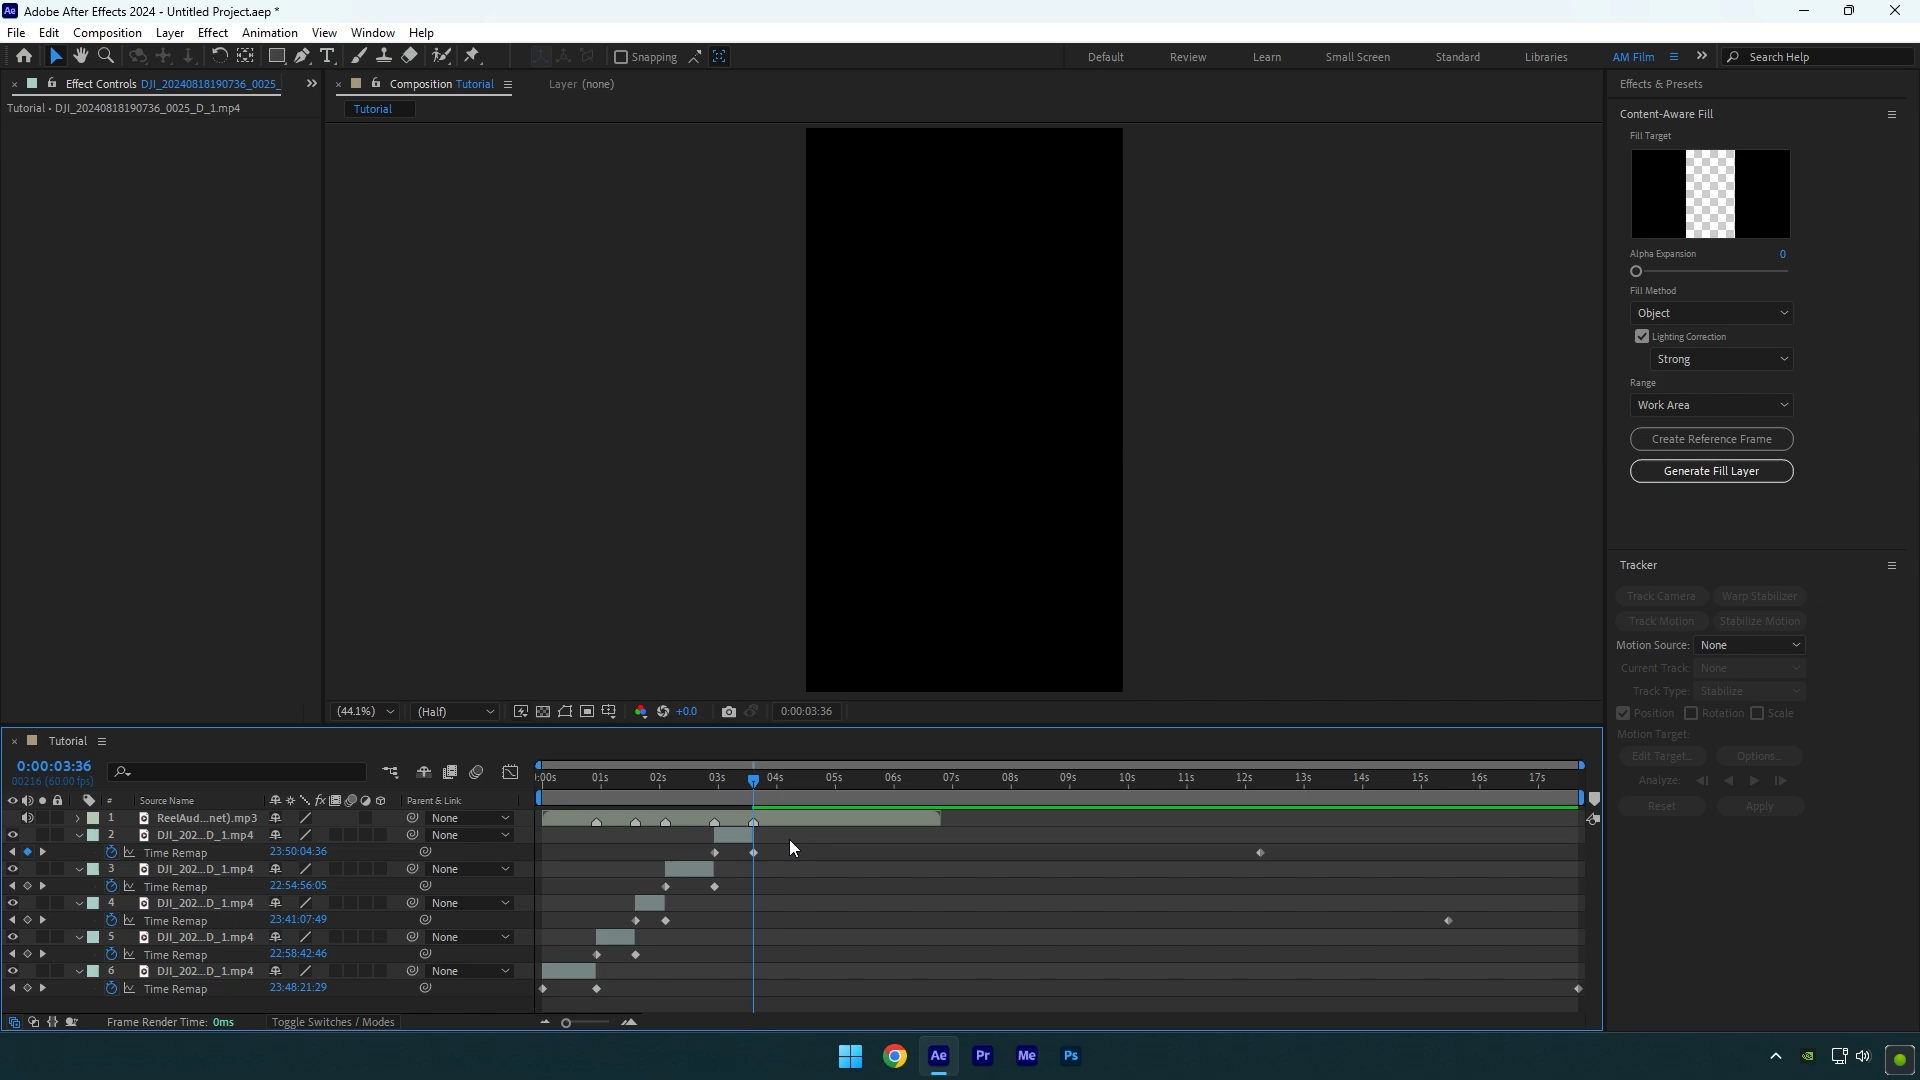 Adobe After Effects 2024 - Untitled Project.aep *
File Edit Composition Layer Effect Animation View Window Help
Snapping
Default Review Learn Small Screen Standard Libraries AM Film Search Help
Effect Controls DJI_20240818190736_0025_
Composition Tutorial
Layer (none)
Effects & Presets
Tutorial • DJI_20240818190736_0025_D_1.mp4
Tutorial
Content-Aware Fill
Fill Target
Alpha Expansion 0
Fill Method
Object
Lighting Correction
Strong
Range
Work Area
Create Reference Frame
Generate Fill Layer
Tracker
Track Camera Warp Stabilizer
Track Motion Stabilize Motion
Motion Source: None
Current Track: None
Track Type: Stabilize
Position Rotation Scale
Motion Target:
Edit Target... Options...
Analyze:
Reset Apply
(44.1%) (Half) +0.0 0:00:03:36
Tutorial
0:00:03:36
00216 (60.00 fps)
:00s 01s 02s 03s 04s 05s 06s 07s 08s 09s 10s 11s 12s 13s 14s 15s 16s 17s
# Source Name fx Parent & Link
1 ReelAud...net).mp3 None
2 DJI_202...D_1.mp4 None
Time Remap 23:50:04:36
3 DJI_202...D_1.mp4 None
Time Remap 22:54:56:05
4 DJI_202...D_1.mp4 None
Time Remap 23:41:07:49
5 DJI_202...D_1.mp4 None
Time Remap 22:58:42:46
6 DJI_202...D_1.mp4 None
Time Remap 23:48:21:29
Frame Render Time: 0ms Toggle Switches / Modes
Ae Pr Me Ps